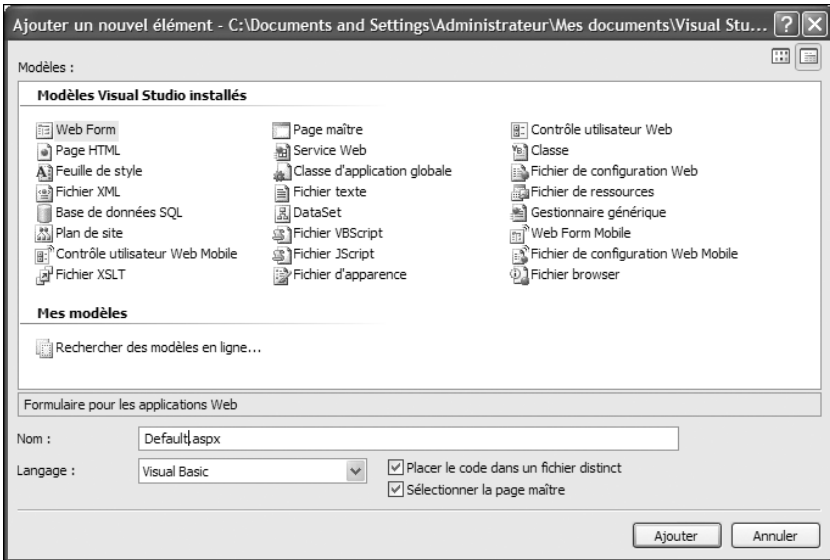 Ajouter un nouvel élément - C:\Documents and Settings\Administrateur\Mes documents\Visual Stu...
Modèles :
Modèles Visual Studio installés
Web Form
Page HTML
Feuille de style
Fichier XML
Base de données SQL
Plan de site
Contrôle utilisateur Web Mobile
Fichier XSLT
Page maître
Service Web
Classe d'application globale
Fichier texte
DataSet
Fichier VBScript
Fichier JScript
Fichier d'apparence
Contrôle utilisateur Web
Classe
Fichier de configuration Web
Fichier de ressources
Gestionnaire générique
Web Form Mobile
Fichier de configuration Web Mobile
Fichier browser
Mes modèles
Rechercher des modèles en ligne...
Formulaire pour les applications Web
Nom :
Default.aspx
Langage :
Visual Basic
Placer le code dans un fichier distinct
Sélectionner la page maître
Ajouter
Annuler